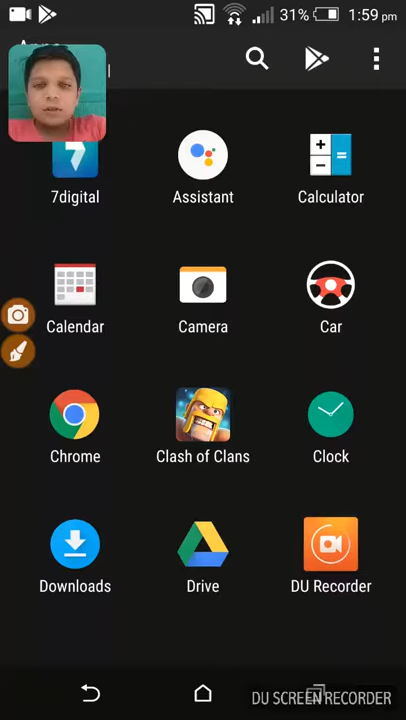 31% 1:59 pm
7digital Assistant Calculator
Calendar Camera Car
Chrome Clash of Clans Clock
Downloads Drive DU Recorder
DU SCREEN RECORDER